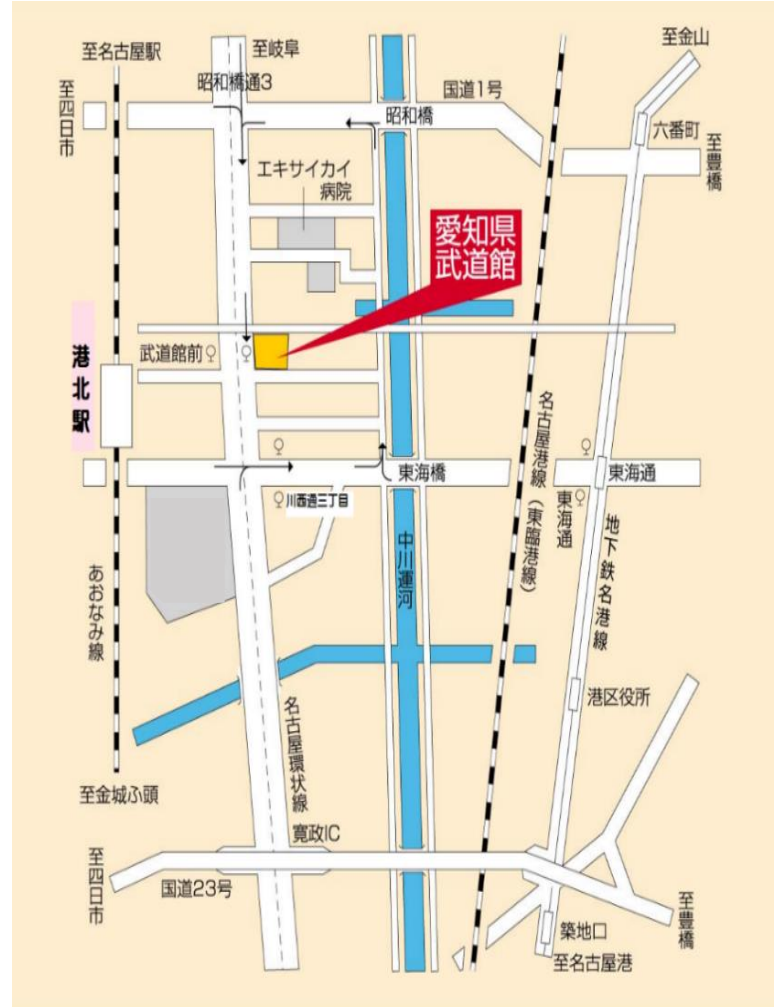 至名古屋駅
至岐阜
至金山
昭和橋通3
国道1号
至四日市
昭和橋
六番町
至豊橋
エキサイカイ
病院
愛知県
武道館
武道館前
港北駅
名古屋港線(東臨港線)
東海橋
東海通
東海通
川西通三丁目
中川運河
地下鉄名港線
あおなみ線
港区役所
名古屋環状線
至金城ふ頭
寛政IC
至四日市
国道23号
至豊橋
築地口
至名古屋港